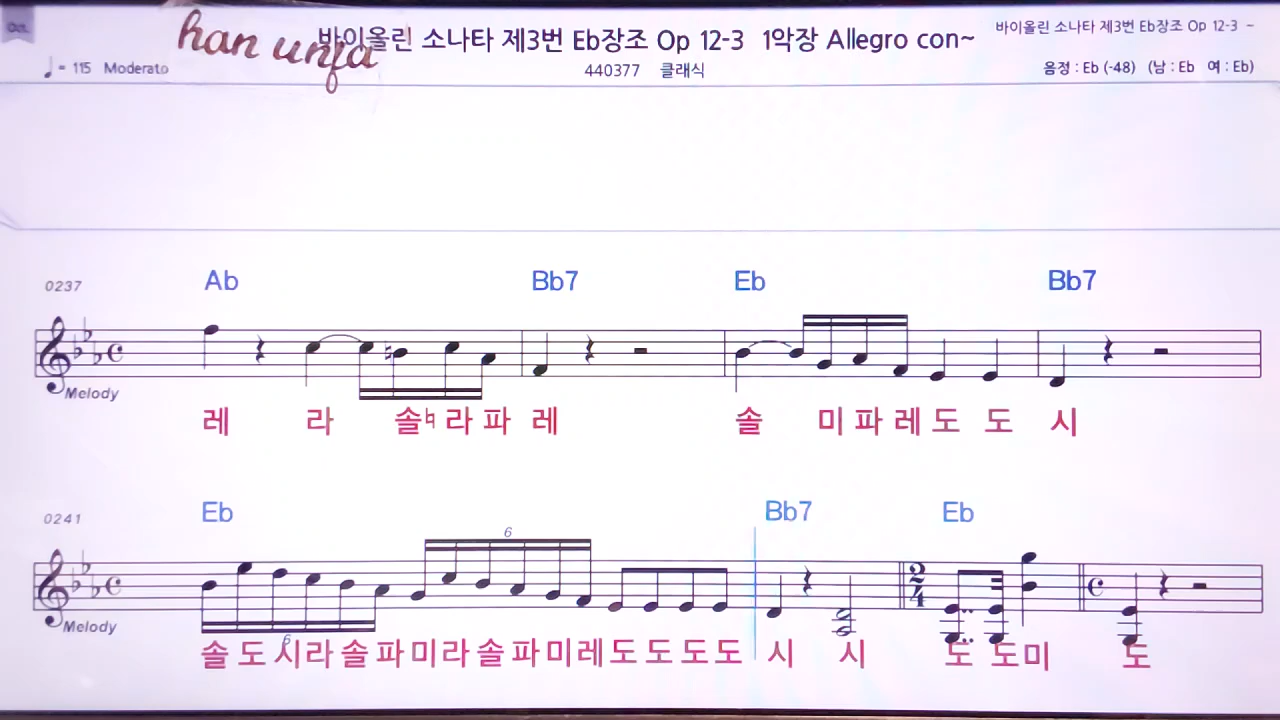 Oct.
han unfa
바이올린 소나타 제3번 Eb장조 Op 12-3 1악장 Allegro con~
바이올린 소나타 제3번 Eb장조 Op 12-3 ~
♩= 115 Moderato
440377 클래식
음정 : Eb (-48) (남 : Eb 여 : Eb)
0237 Ab Bb7 Eb Bb7
Melody
레 라 솔♮ 라 파 레 솔 미 파 레 도 도 시
0241 Eb Bb7 Eb
6
2 4
Melody
6
솔 도 시 라 솔 파 미 라 솔 파 미 레 도 도 도 도 시 시 도 도 미 도